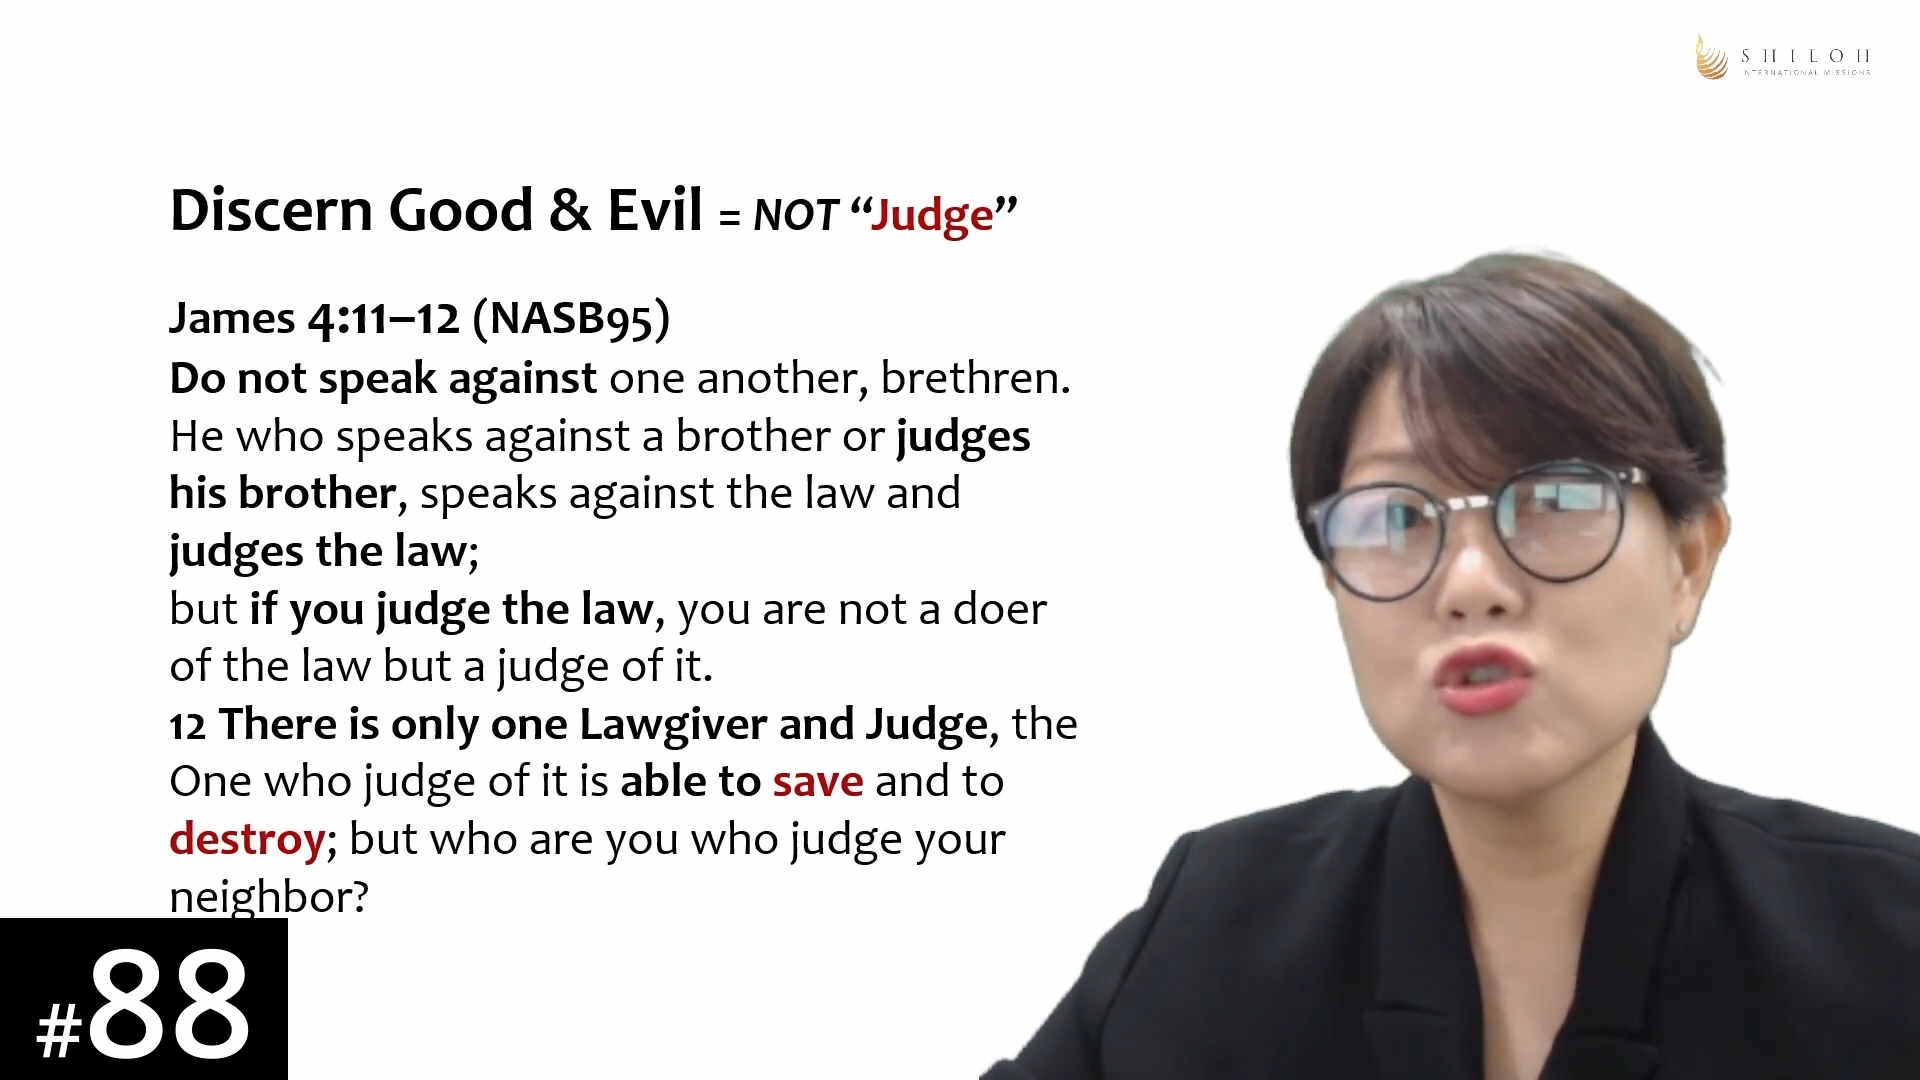 SHILOH
INTERNATIONAL MISSIONS
Discern Good & Evil = NOT “Judge”
James 4:11–12 (NASB95)
Do not speak against one another, brethren.
He who speaks against a brother or judges
his brother, speaks against the law and
judges the law;
but if you judge the law, you are not a doer
of the law but a judge of it.
12 There is only one Lawgiver and Judge, the
One who judge of it is able to save and to
destroy; but who are you who judge your
neighbor?
#88